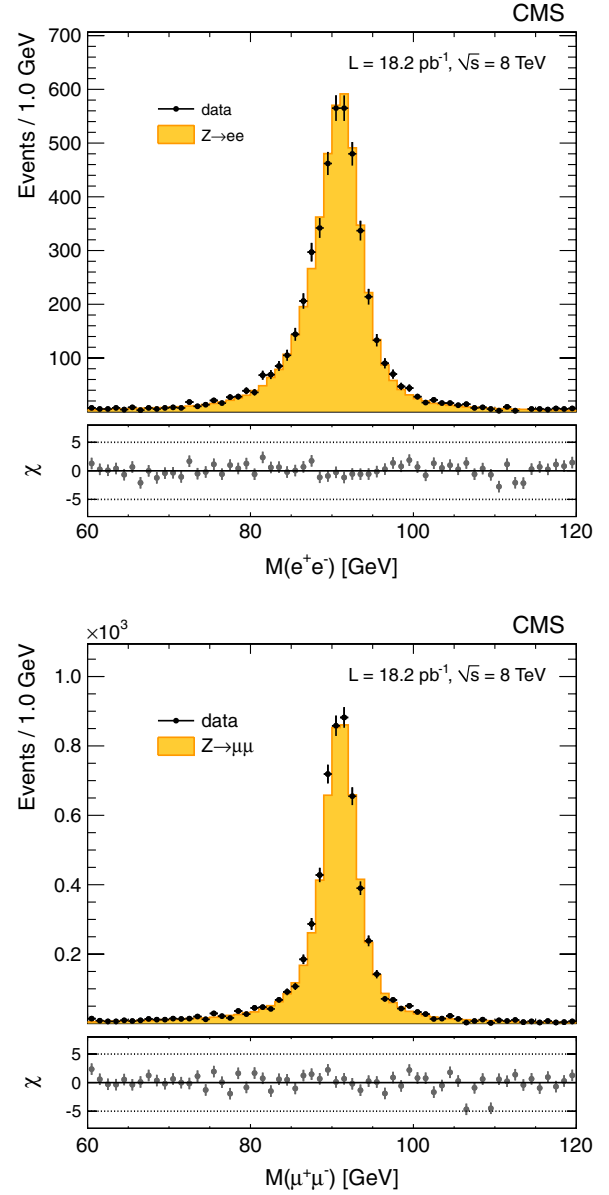 CMS
L = 18.2 pb⁻¹, √s = 8 TeV
data
Z→ee
Events / 1.0 GeV
700
600
500
400
300
200
100
χ
5
0
-5
60 80 100 120
M(e⁺e⁻) [GeV]
×10³
CMS
L = 18.2 pb⁻¹, √s = 8 TeV
data
Z→μμ
Events / 1.0 GeV
1.0
0.8
0.6
0.4
0.2
χ
5
0
-5
60 80 100 120
M(μ⁺μ⁻) [GeV]